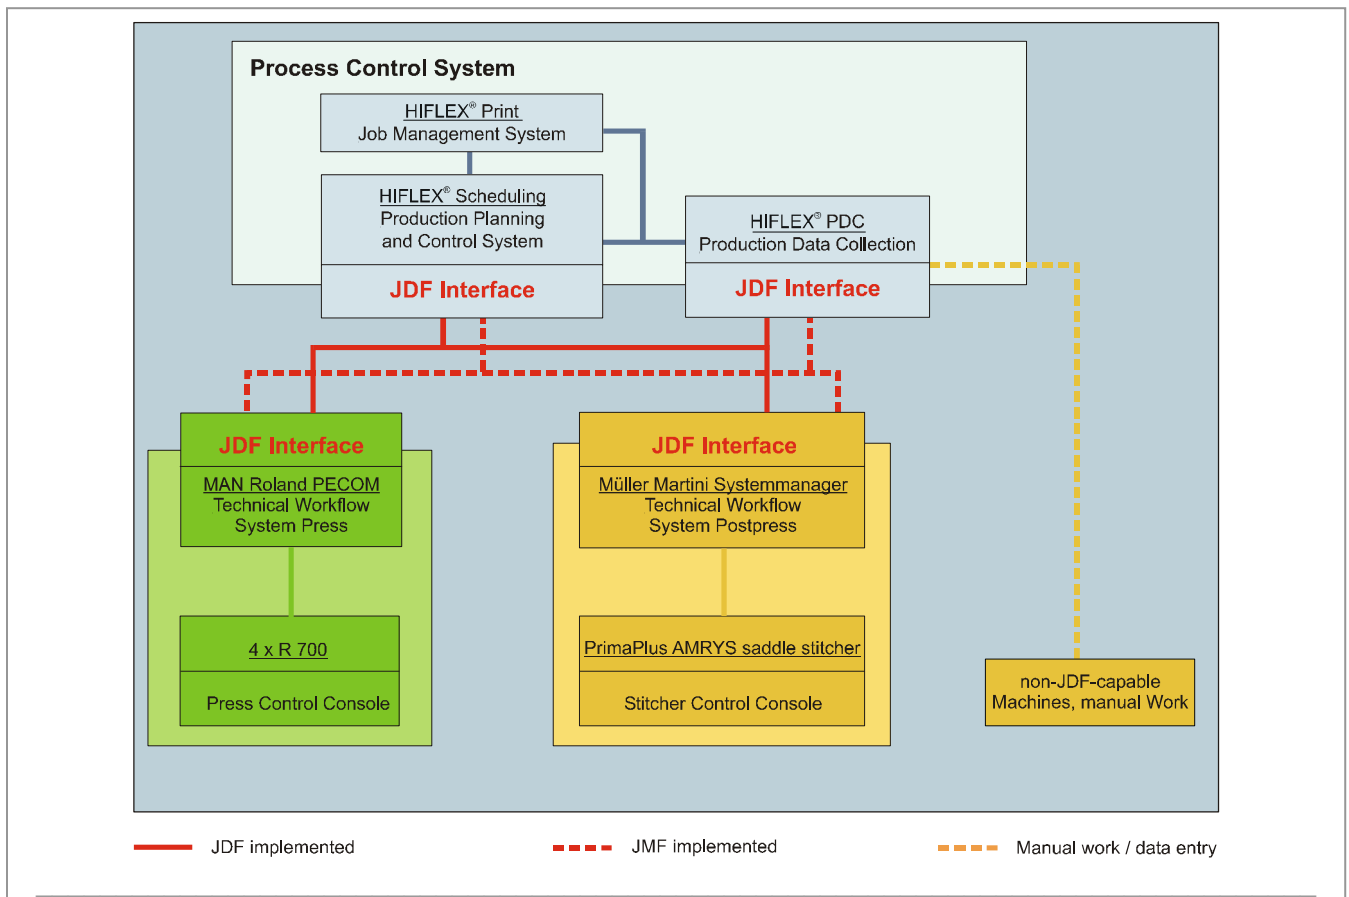 Process Control System
HIFLEX® Print
Job Management System
HIFLEX® Scheduling
Production Planning
and Control System
JDF Interface
HIFLEX® PDC
Production Data Collection
JDF Interface
JDF Interface
MAN Roland PECOM
Technical Workflow
System Press
4 x R 700
Press Control Console
JDF Interface
Müller Martini Systemmanager
Technical Workflow
System Postpress
PrimaPlus AMRYS saddle stitcher
Stitcher Control Console
non-JDF-capable
Machines, manual Work
JDF implemented
JMF implemented
Manual work / data entry